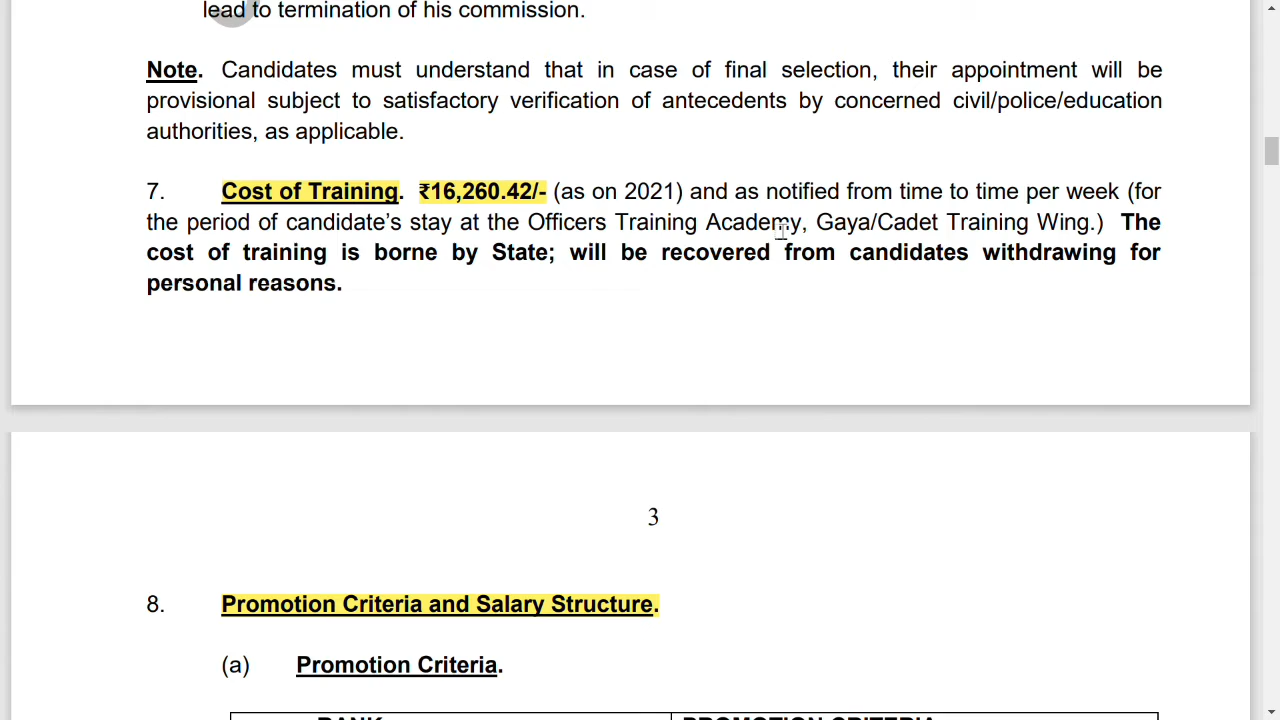 lead to termination of his commission.
Note. Candidates must understand that in case of final selection, their appointment will be
provisional subject to satisfactory verification of antecedents by concerned civil/police/education
authorities, as applicable.
7. Cost of Training. ₹16,260.42/- (as on 2021) and as notified from time to time per week (for
the period of candidate’s stay at the Officers Training Academy, Gaya/Cadet Training Wing.) The
cost of training is borne by State; will be recovered from candidates withdrawing for
personal reasons.
3
8. Promotion Criteria and Salary Structure.
(a) Promotion Criteria.
RANK PROMOTION CRITERIA